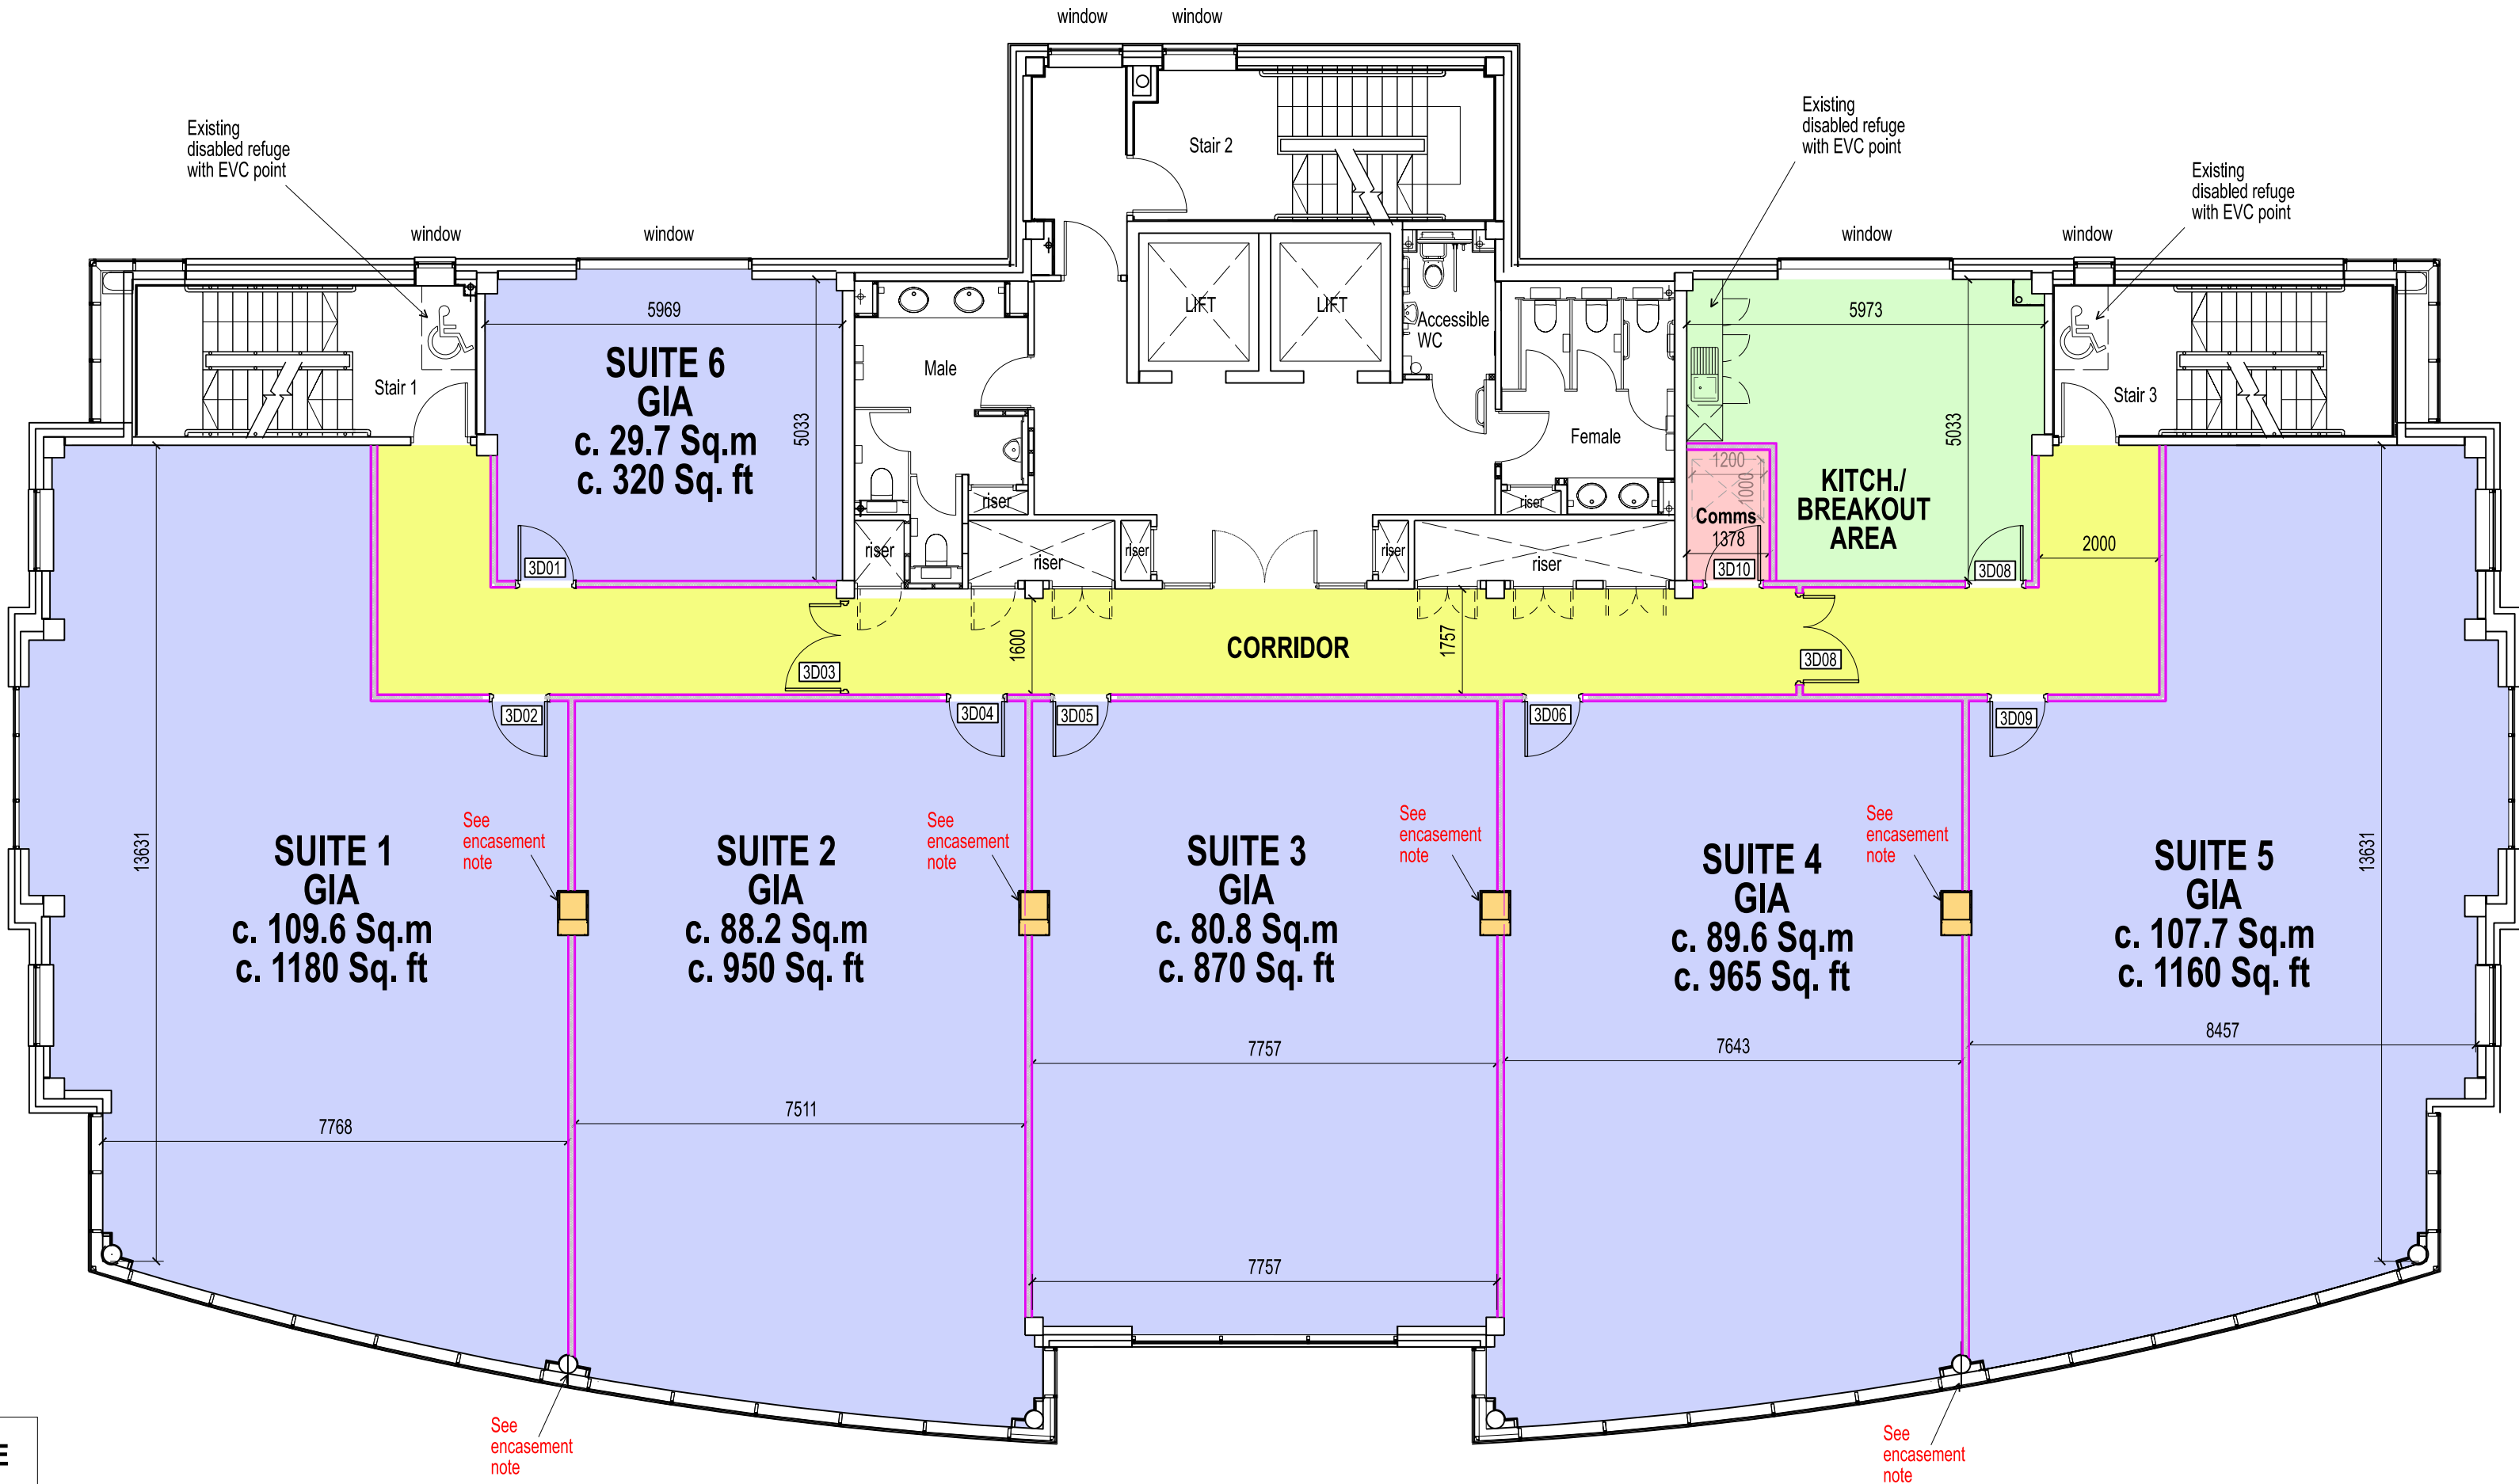 window
window
Existing
disabled refuge
with EVC point
Existing
disabled refuge
with EVC point
Existing
disabled refuge
with EVC point
Stair 2
window
window
window
window
LIFT
LIFT
Accessible
WC
5969
SUITE 6
GIA
c. 29.7 Sq.m
c. 320 Sq. ft
5033
Stair 1
Male
Female
5973
5033
Stair 3
KITCH./
BREAKOUT
AREA
1200
1000
Comms
1378
2000
riser
riser
riser
riser
riser
riser
riser
3D01
3D10
3D08
CORRIDOR
1600
1757
3D03
3D08
3D02
3D04
3D05
3D06
3D09
See
encasement
note
See
encasement
note
See
encasement
note
See
encasement
note
13631
SUITE 1
GIA
c. 109.6 Sq.m
c. 1180 Sq. ft
SUITE 2
GIA
c. 88.2 Sq.m
c. 950 Sq. ft
SUITE 3
GIA
c. 80.8 Sq.m
c. 870 Sq. ft
SUITE 4
GIA
c. 89.6 Sq.m
c. 965 Sq. ft
SUITE 5
GIA
c. 107.7 Sq.m
c. 1160 Sq. ft
13631
7768
7511
7757
7643
8457
7757
See
encasement
note
See
encasement
note
E